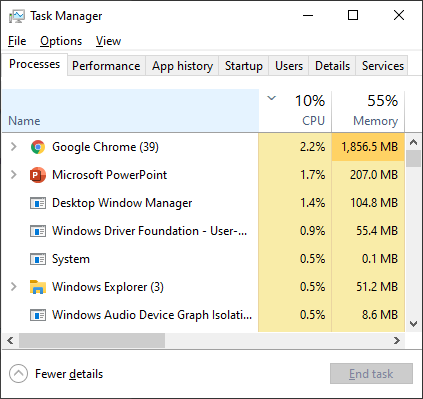 Task Manager
File Options View
Processes Performance App history Startup Users Details Services
10% 55%
Name CPU Memory
Google Chrome (39) 2.2% 1,856.5 MB
Microsoft PowerPoint 1.7% 207.0 MB
Desktop Window Manager 1.4% 104.8 MB
Windows Driver Foundation - User-... 0.9% 55.4 MB
System 0.5% 0.1 MB
Windows Explorer (3) 0.5% 51.2 MB
Windows Audio Device Graph Isolati... 0.5% 8.6 MB
Fewer details End task